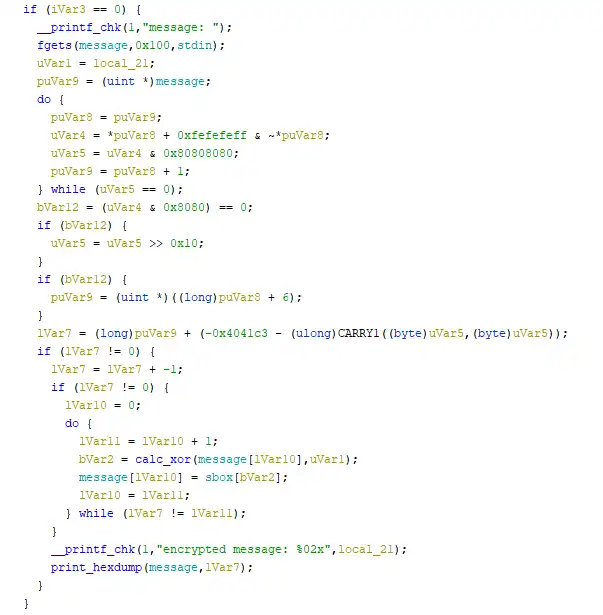 if (iVar3 == 0) {
__printf_chk(1,"message: ");
fgets(message,0x100,stdin);
uVar1 = local_21;
puVar9 = (uint *)message;
do {
puVar8 = puVar9;
uVar4 = *puVar8 + 0xfefefeff & ~*puVar8;
uVar5 = uVar4 & 0x80808080;
puVar9 = puVar8 + 1;
} while (uVar5 == 0);
bVar12 = (uVar4 & 0x8080) == 0;
if (bVar12) {
uVar5 = uVar5 >> 0x10;
}
if (bVar12) {
puVar9 = (uint *)((long)puVar8 + 6);
}
lVar7 = (long)puVar9 + (-0x4041c3 - (ulong)CARRY1((byte)uVar5,(byte)uVar5));
if (lVar7 != 0) {
lVar7 = lVar7 + -1;
if (lVar7 != 0) {
lVar10 = 0;
do {
lVar11 = lVar10 + 1;
bVar2 = calc_xor(message[lVar10],uVar1);
message[lVar10] = sbox[bVar2];
lVar10 = lVar11;
} while (lVar7 != lVar11);
}
__printf_chk(1,"encrypted message: %02x",local_21);
print_hexdump(message,lVar7);
}
}